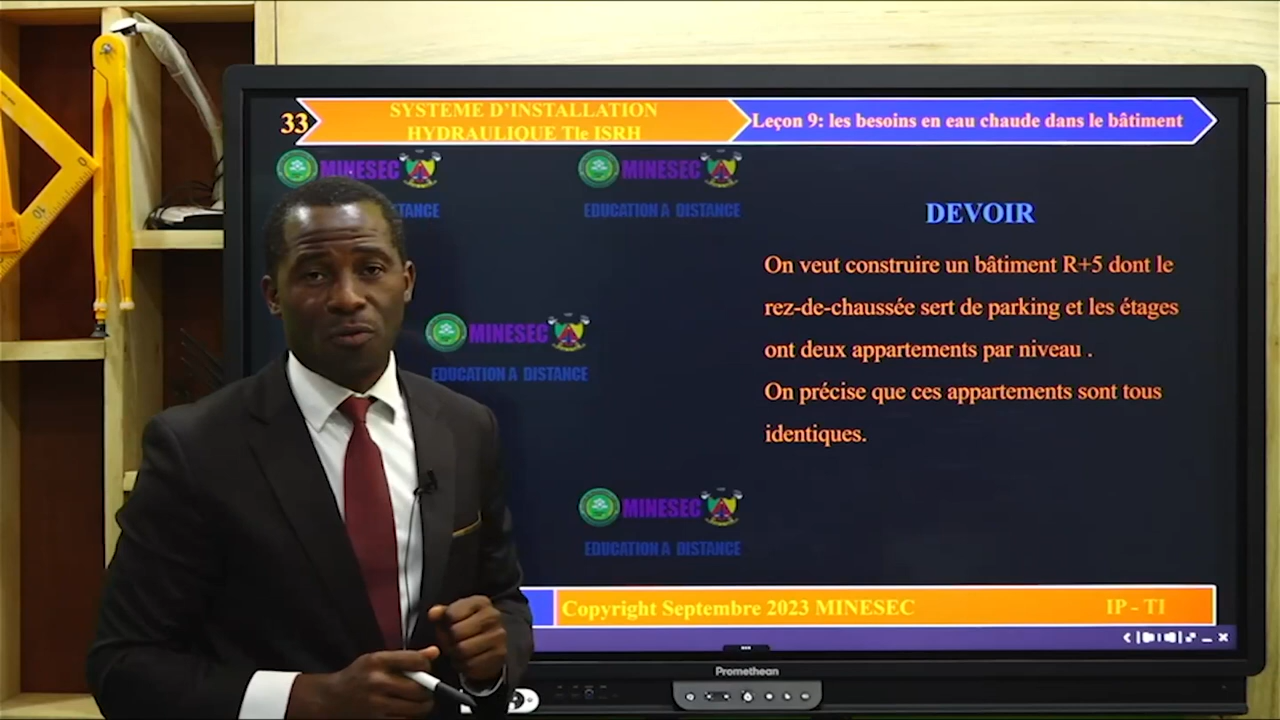 33
SYSTEME D'INSTALLATION
HYDRAULIQUE Tle ISRH
Leçon 9: les besoins en eau chaude dans le bâtiment
MINESEC
TANCE
MINESEC
EDUCATION A DISTANCE
DEVOIR
On veut construire un bâtiment R+5 dont le
rez-de-chaussée sert de parking et les étages
ont deux appartements par niveau .
On précise que ces appartements sont tous
identiques.
MINESEC
EDUCATION A DISTANCE
MINESEC
EDUCATION A DISTANCE
Copyright Septembre 2023 MINESEC
IP - TI
Promethean